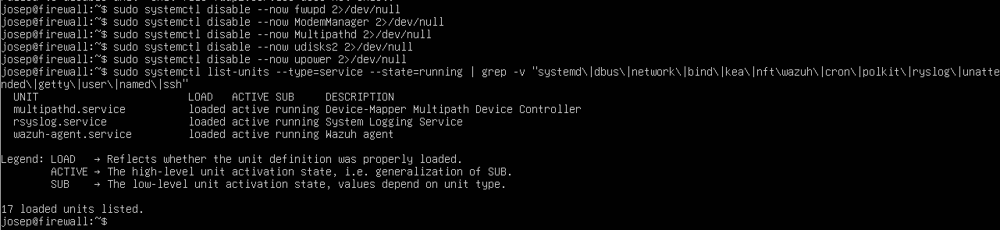 josep@firewall:~$ sudo systemctl disable --now fwupd 2>/dev/null
josep@firewall:~$ sudo systemctl disable --now ModemManager 2>/dev/null
josep@firewall:~$ sudo systemctl disable --now Multipathd 2>/dev/null
josep@firewall:~$ sudo systemctl disable --now udisks2 2>/dev/null
josep@firewall:~$ sudo systemctl disable --now upower 2>/dev/null
josep@firewall:~$ sudo systemctl list-units --type=service --state=running | grep -v "systemd\|dbus\|network\|bind\|kea\|nft\wazuh\|cron\|polkit\|ryslog\|unatte
nded\|getty\|user\|named\|ssh"
UNIT LOAD ACTIVE SUB DESCRIPTION
multipathd.service loaded active running Device-Mapper Multipath Device Controller
rsyslog.service loaded active running System Logging Service
wazuh-agent.service loaded active running Wazuh agent
Legend: LOAD → Reflects whether the unit definition was properly loaded.
ACTIVE → The high-level unit activation state, i.e. generalization of SUB.
SUB → The low-level unit activation state, values depend on unit type.
17 loaded units listed.
josep@firewall:~$